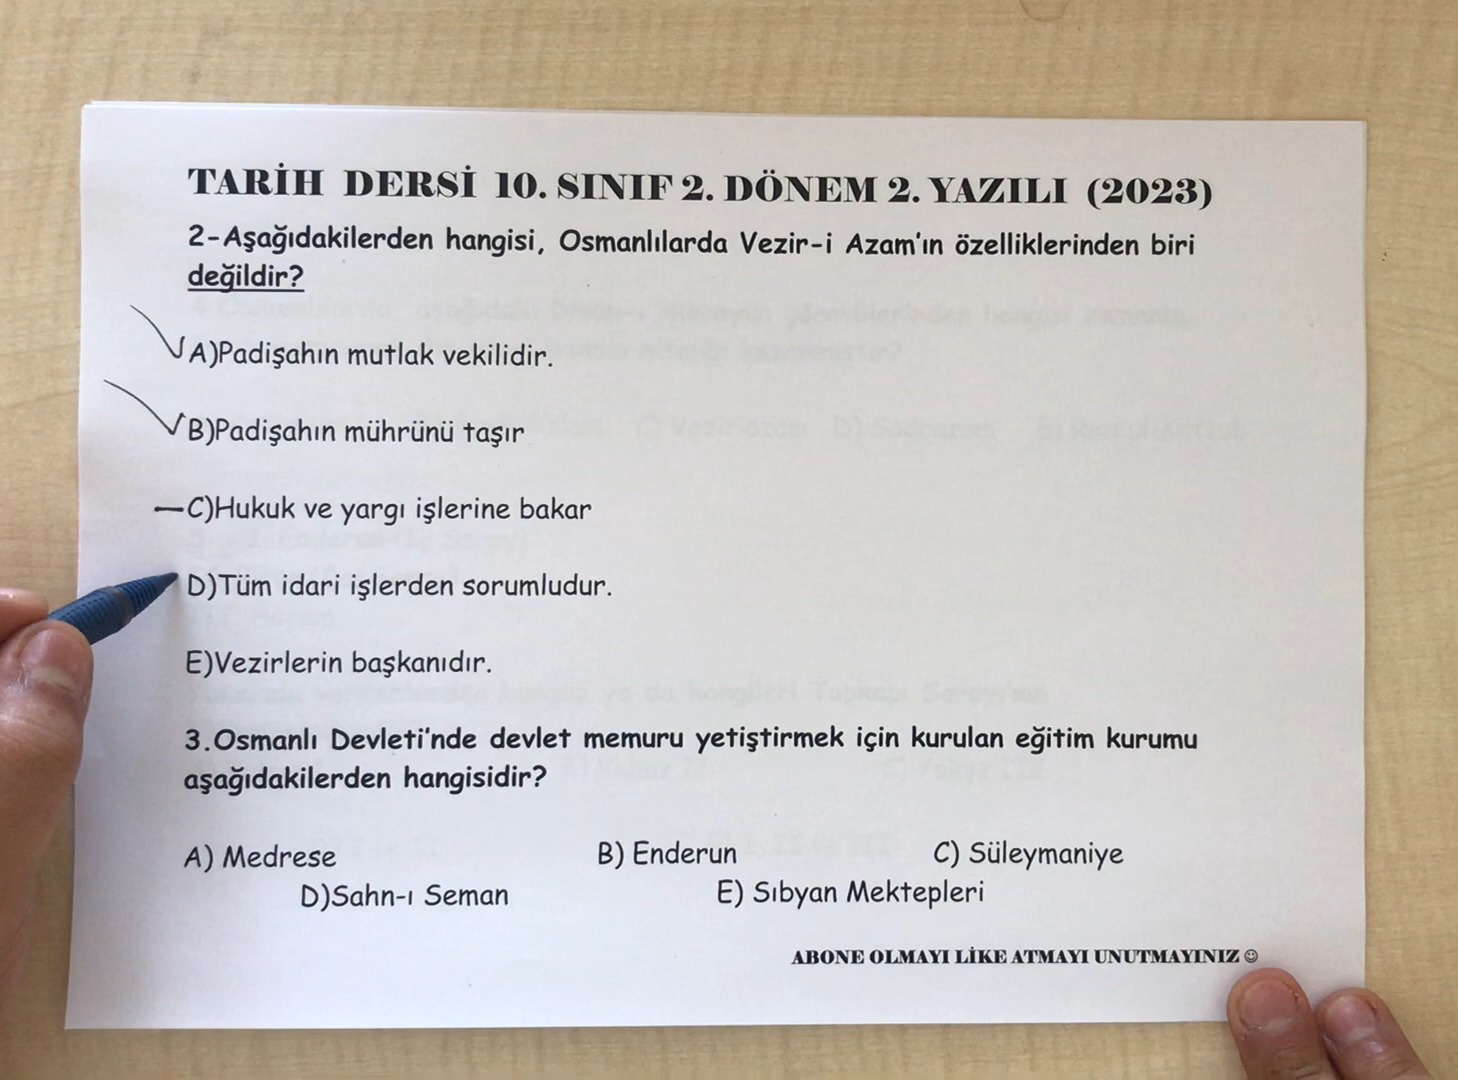 TARİH DERSİ 10. SINIF 2. DÖNEM 2. YAZILI (2023)
2-Aşağıdakilerden hangisi, Osmanlılarda Vezir-i Azam'ın özelliklerinden biri
değildir?
A)Padişahın mutlak vekilidir.
B)Padişahın mührünü taşır
C)Hukuk ve yargı işlerine bakar
D)Tüm idari işlerden sorumludur.
E)Vezirlerin başkanıdır.
3.Osmanlı Devleti'nde devlet memuru yetiştirmek için kurulan eğitim kurumu
aşağıdakilerden hangisidir?
A) Medrese B) Enderun C) Süleymaniye
D)Sahn-ı Seman E) Sıbyan Mektepleri
ABONE OLMAYI LİKE ATMAYI UNUTMAYINIZ☺